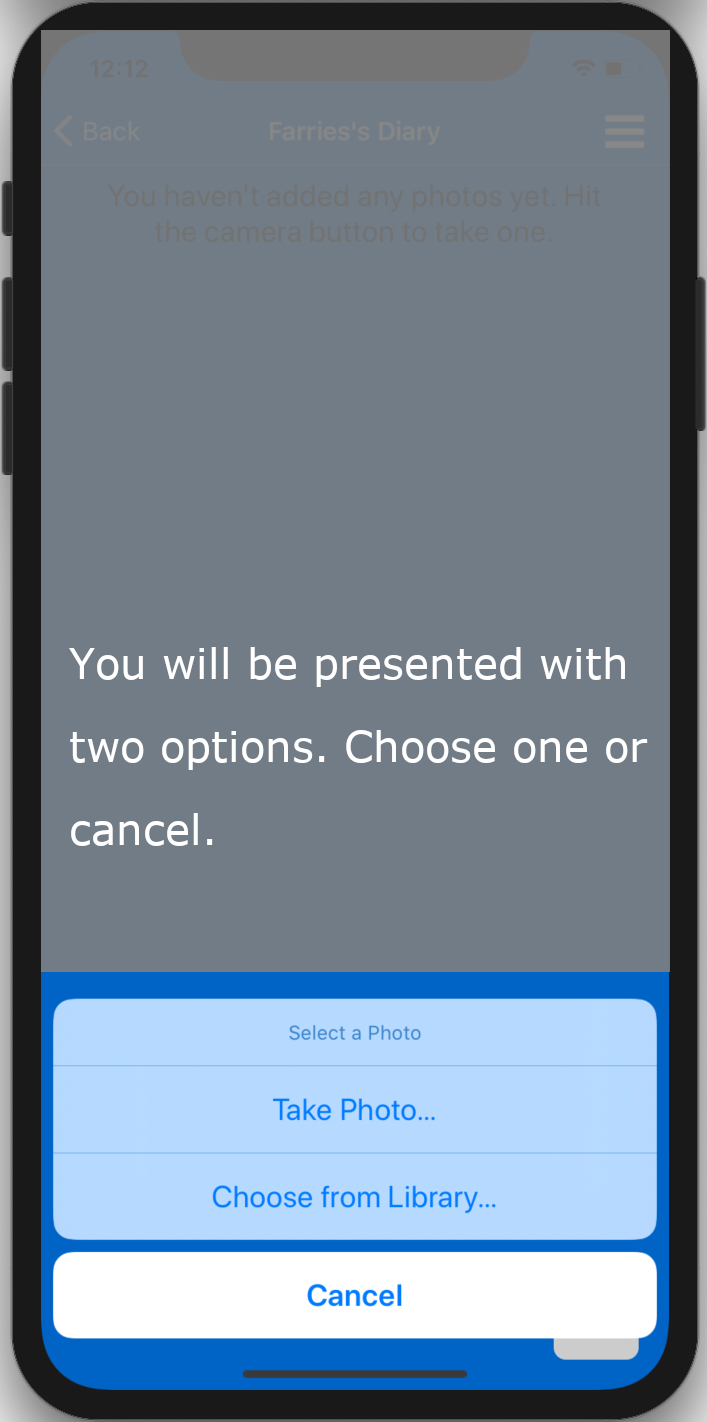 12:12
Back Farries's Diary
You haven't added any photos yet. Hit
the camera button to take one.
You will be presented with
two options. Choose one or
cancel.
Select a Photo
Take Photo...
Choose from Library...
Cancel